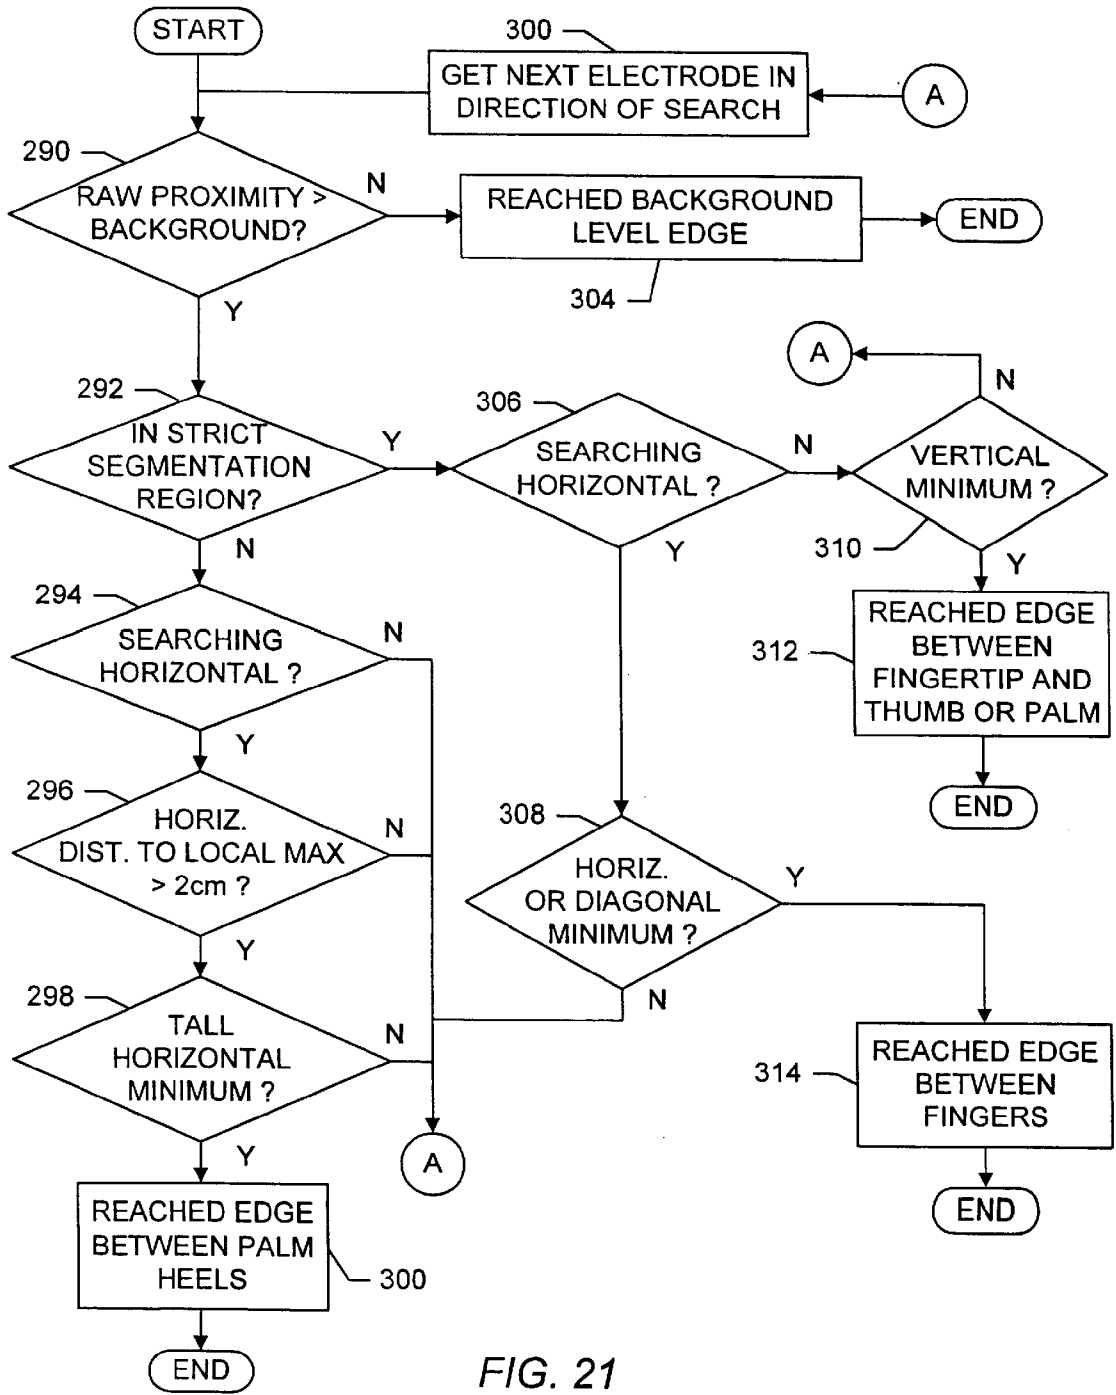 START
300
GET NEXT ELECTRODE IN
DIRECTION OF SEARCH
A
290
RAW PROXIMITY >
BACKGROUND?
N
REACHED BACKGROUND
LEVEL EDGE
END
304
Y
A
N
292
IN STRICT
SEGMENTATION
REGION?
Y
306
SEARCHING
HORIZONTAL ?
N
VERTICAL
MINIMUM ?
310
N
Y
Y
294
SEARCHING
HORIZONTAL ?
N
312
REACHED EDGE
BETWEEN
FINGERTIP AND
THUMB OR PALM
END
Y
296
HORIZ.
DIST. TO LOCAL MAX
> 2cm ?
N
308
HORIZ.
OR DIAGONAL
MINIMUM ?
Y
Y
N
298
TALL
HORIZONTAL
MINIMUM ?
N
314
REACHED EDGE
BETWEEN
FINGERS
END
A
Y
REACHED EDGE
BETWEEN PALM
HEELS
300
END
FIG. 21